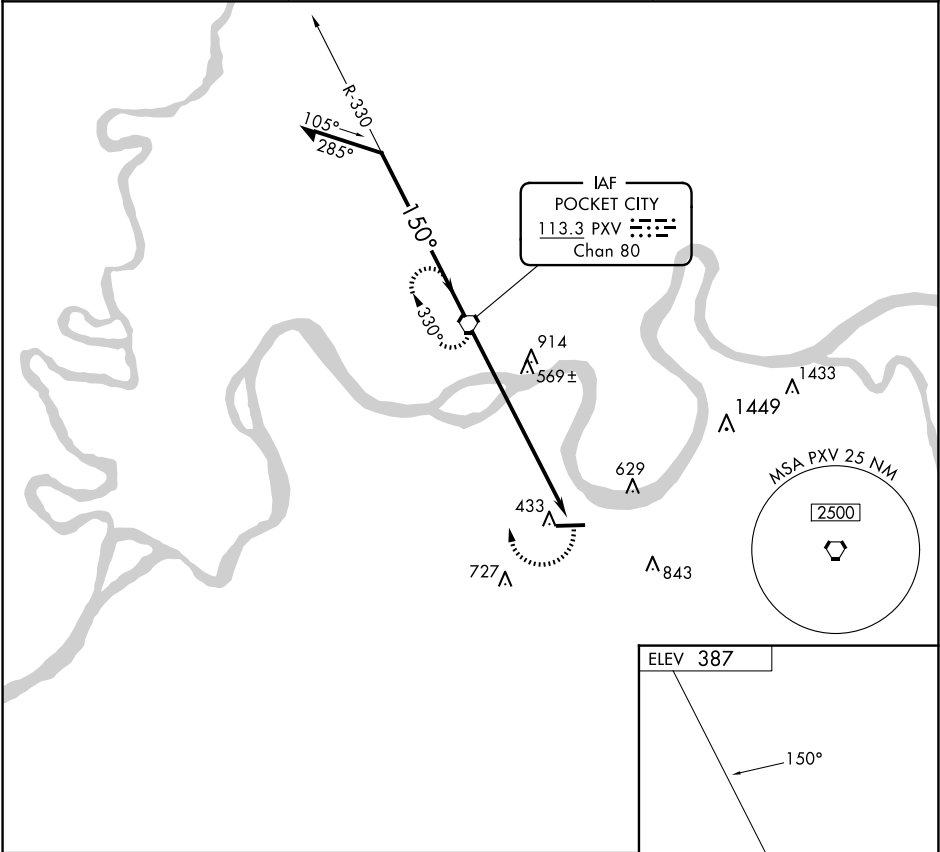 R-330
105°
285°
150°
IAF
POCKET CITY
113.3 PXV
Chan 80
330°
914
569±
1433
1449
629
MSA PXV 25 NM
2500
433
727
843
ELEV 387
150°